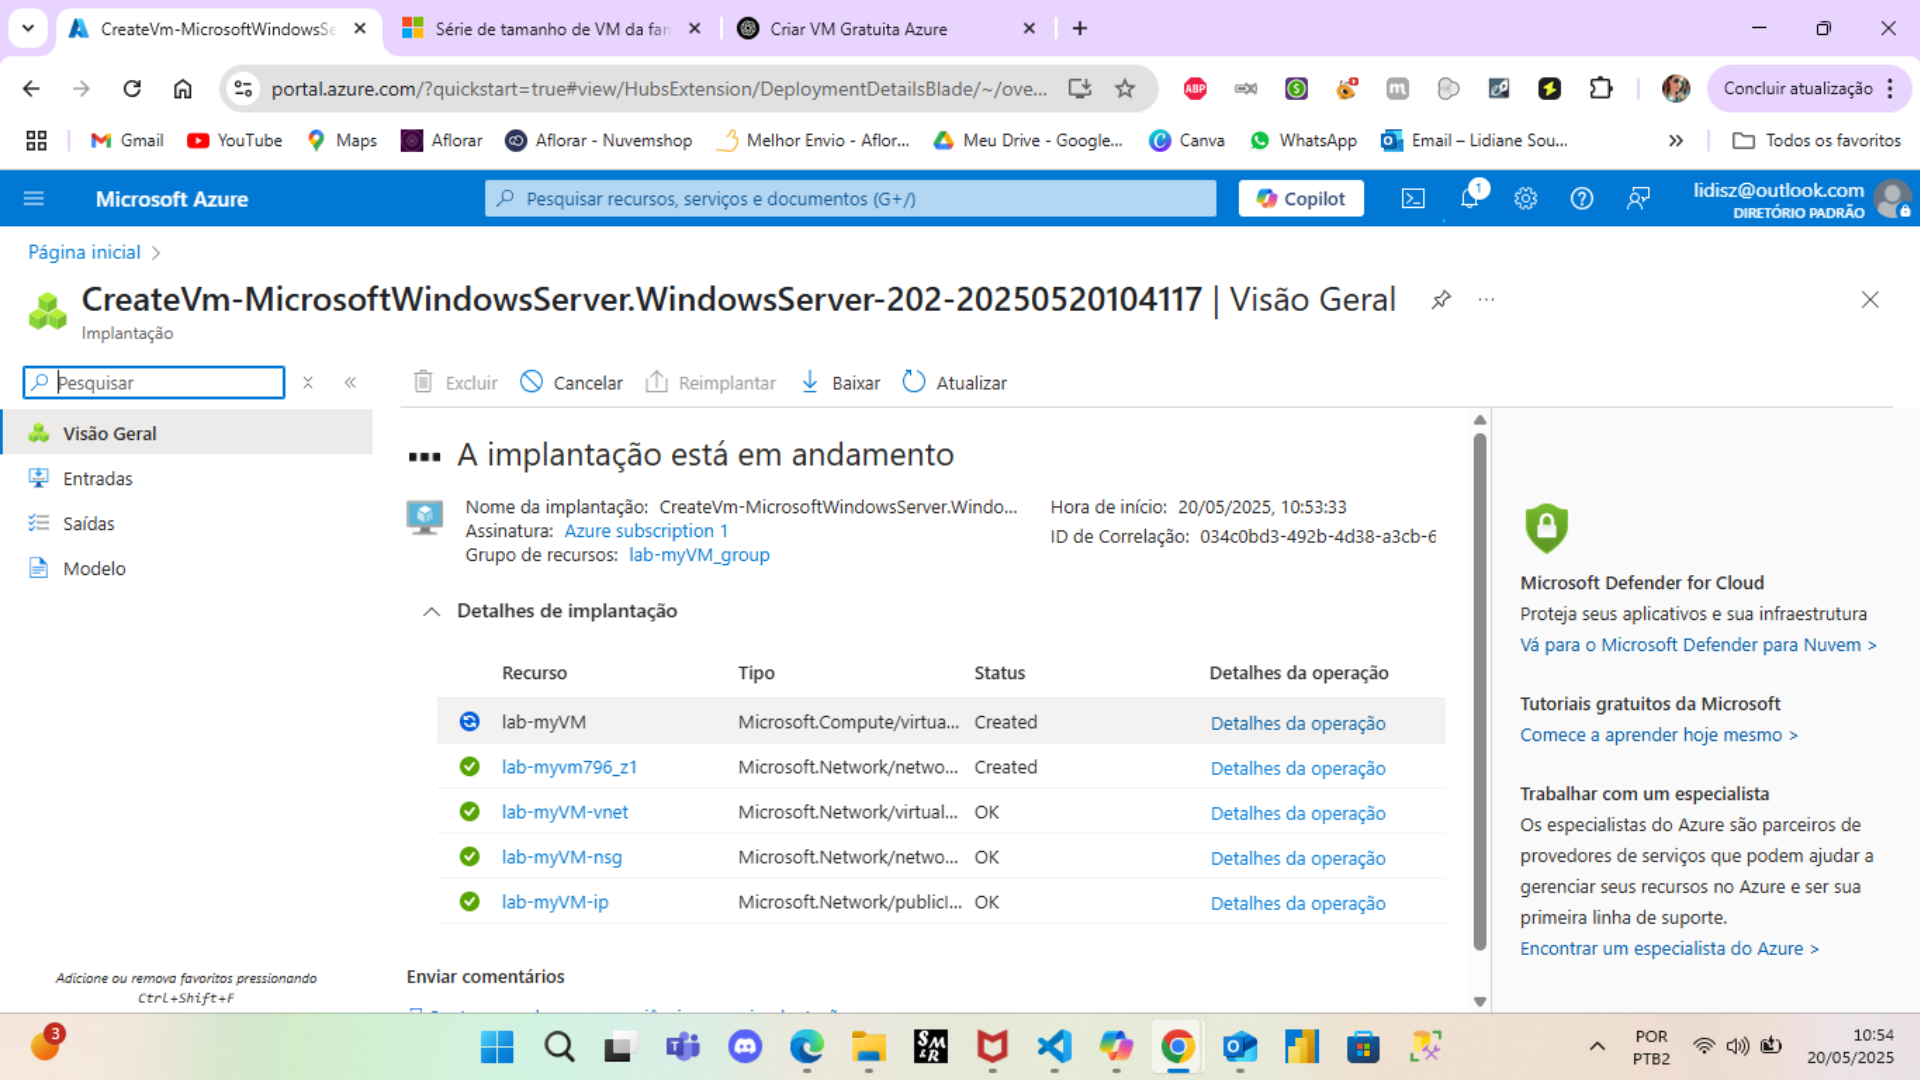 CreateVm-MicrosoftWindowsSe
Série de tamanho de VM da fan
Criar VM Gratuita Azure
portal.azure.com/?quickstart=true#view/HubsExtension/DeploymentDetailsBlade/~/ove...
ABP
Concluir atualização
Gmail
YouTube
Maps
Aflorar
Aflorar - Nuvemshop
Melhor Envio - Aflor...
Meu Drive - Google...
Canva
WhatsApp
Email – Lidiane Sou...
Todos os favoritos
Microsoft Azure
Pesquisar recursos, serviços e documentos (G+/)
Copilot
1
lidisz@outlook.com
DIRETÓRIO PADRÃO
Página inicial
CreateVm-MicrosoftWindowsServer.WindowsServer-202-20250520104117 | Visão Geral
Implantação
Pesquisar
Excluir
Cancelar
Reimplantar
Baixar
Atualizar
Visão Geral
Entradas
Saídas
Modelo
A implantação está em andamento
Nome da implantação: CreateVm-MicrosoftWindowsServer.Windo...
Assinatura: Azure subscription 1
Grupo de recursos: lab-myVM_group
Hora de início: 20/05/2025, 10:53:33
ID de Correlação: 034c0bd3-492b-4d38-a3cb-6
Detalhes de implantação
Recurso Tipo Status Detalhes da operação
lab-myVM Microsoft.Compute/virtua... Created Detalhes da operação
lab-myvm796_z1 Microsoft.Network/netwo... Created Detalhes da operação
lab-myVM-vnet Microsoft.Network/virtual... OK Detalhes da operação
lab-myVM-nsg Microsoft.Network/netwo... OK Detalhes da operação
lab-myVM-ip Microsoft.Network/publicI... OK Detalhes da operação
Enviar comentários
Microsoft Defender for Cloud
Proteja seus aplicativos e sua infraestrutura
Vá para o Microsoft Defender para Nuvem >
Tutoriais gratuitos da Microsoft
Comece a aprender hoje mesmo >
Trabalhar com um especialista
Os especialistas do Azure são parceiros de
provedores de serviços que podem ajudar a
gerenciar seus recursos no Azure e ser sua
primeira linha de suporte.
Encontrar um especialista do Azure >
Adicione ou remova favoritos pressionando
Ctrl+Shift+F
3
SM
&R
POR
PTB2
10:54
20/05/2025